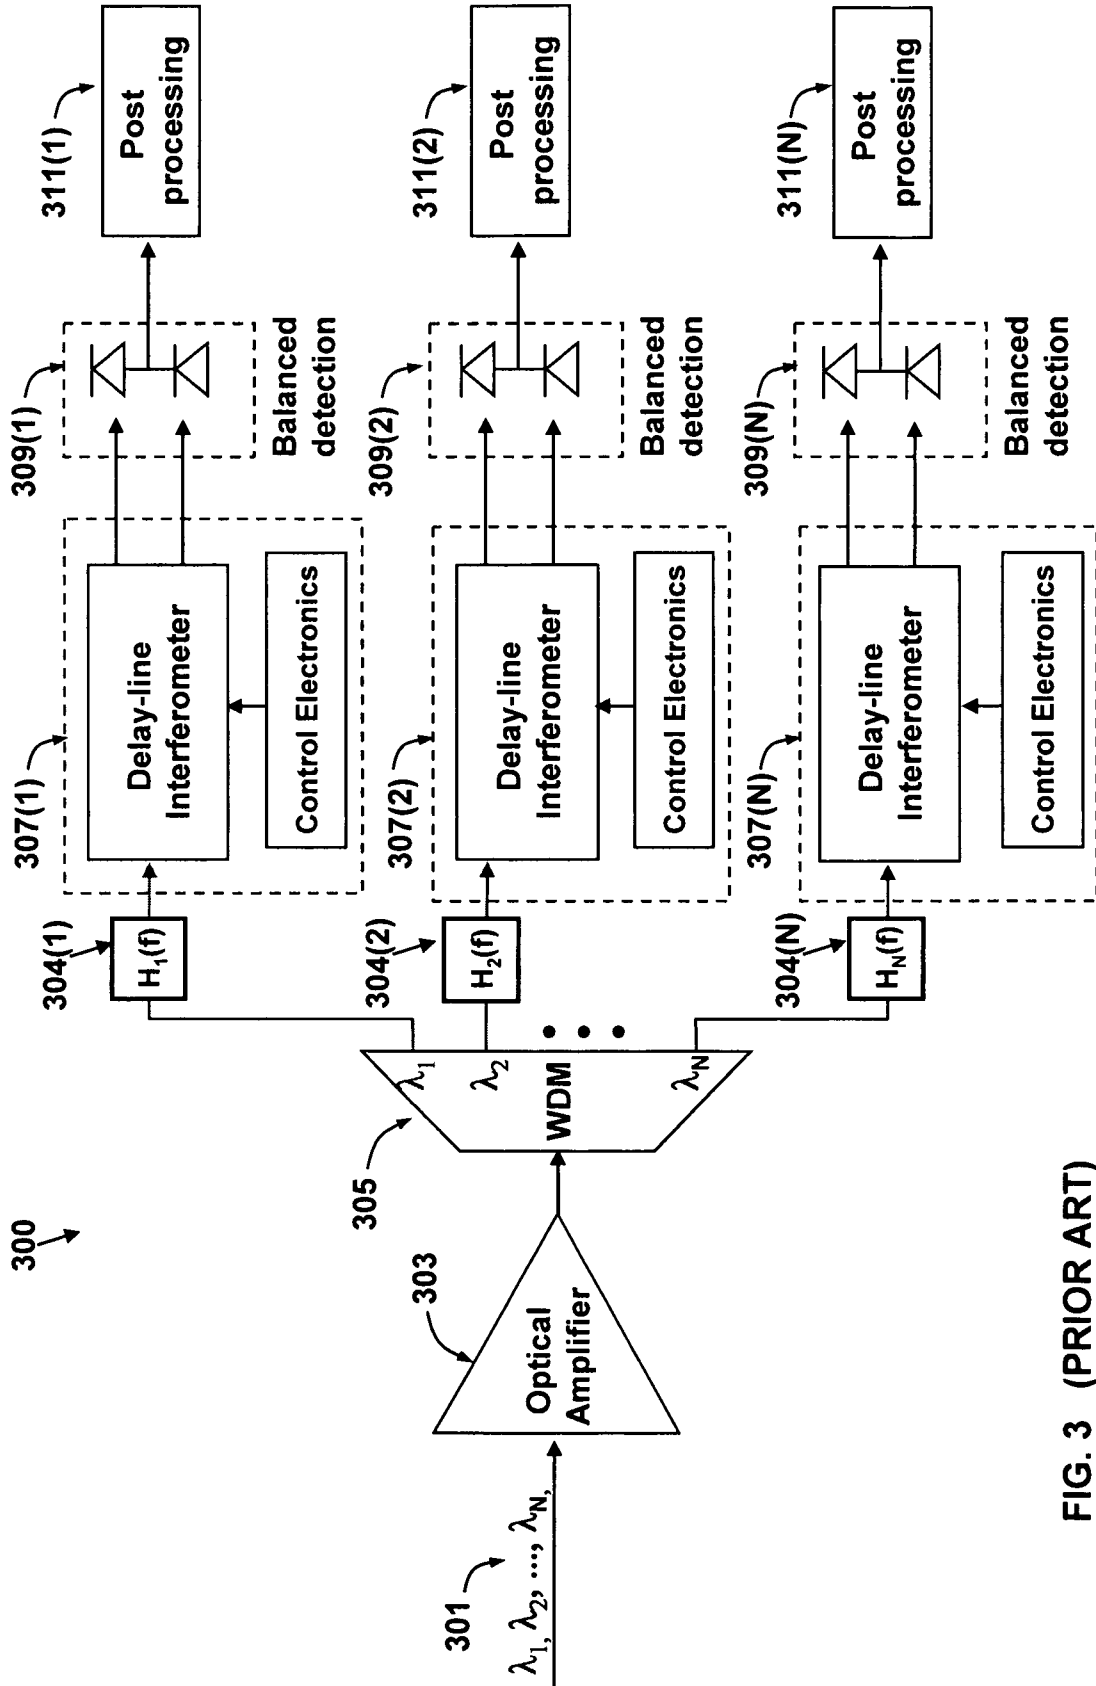 300
301
λ1, λ2, ..., λN,
303
Optical
Amplifier
305
WDM
λ1
λ2
λN
304(1)
H1(f)
307(1)
Delay-line
Interferometer
Control Electronics
309(1)
Balanced
detection
311(1)
Post
processing
304(2)
H2(f)
307(2)
Delay-line
Interferometer
Control Electronics
309(2)
Balanced
detection
311(2)
Post
processing
304(N)
HN(f)
307(N)
Delay-line
Interferometer
Control Electronics
309(N)
Balanced
detection
311(N)
Post
processing
FIG. 3 (PRIOR ART)